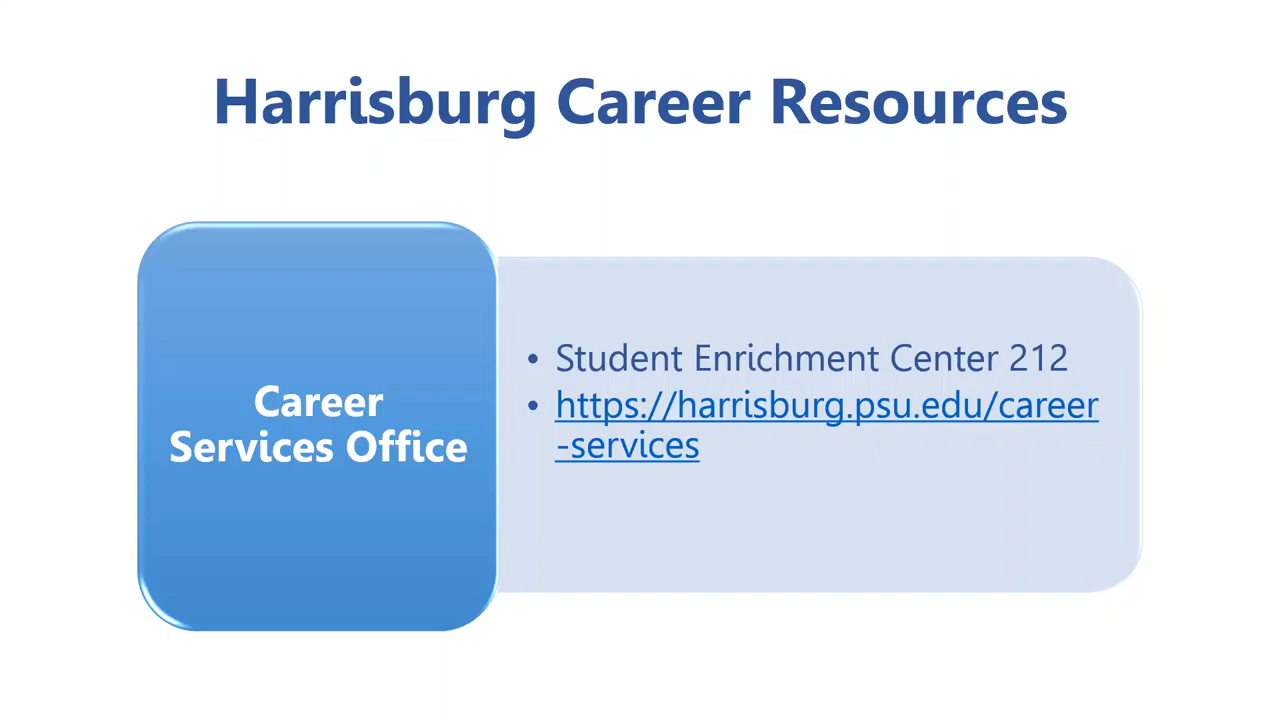 Harrisburg Career Resources
Career
Services Office
• Student Enrichment Center 212
• https://harrisburg.psu.edu/career
-services